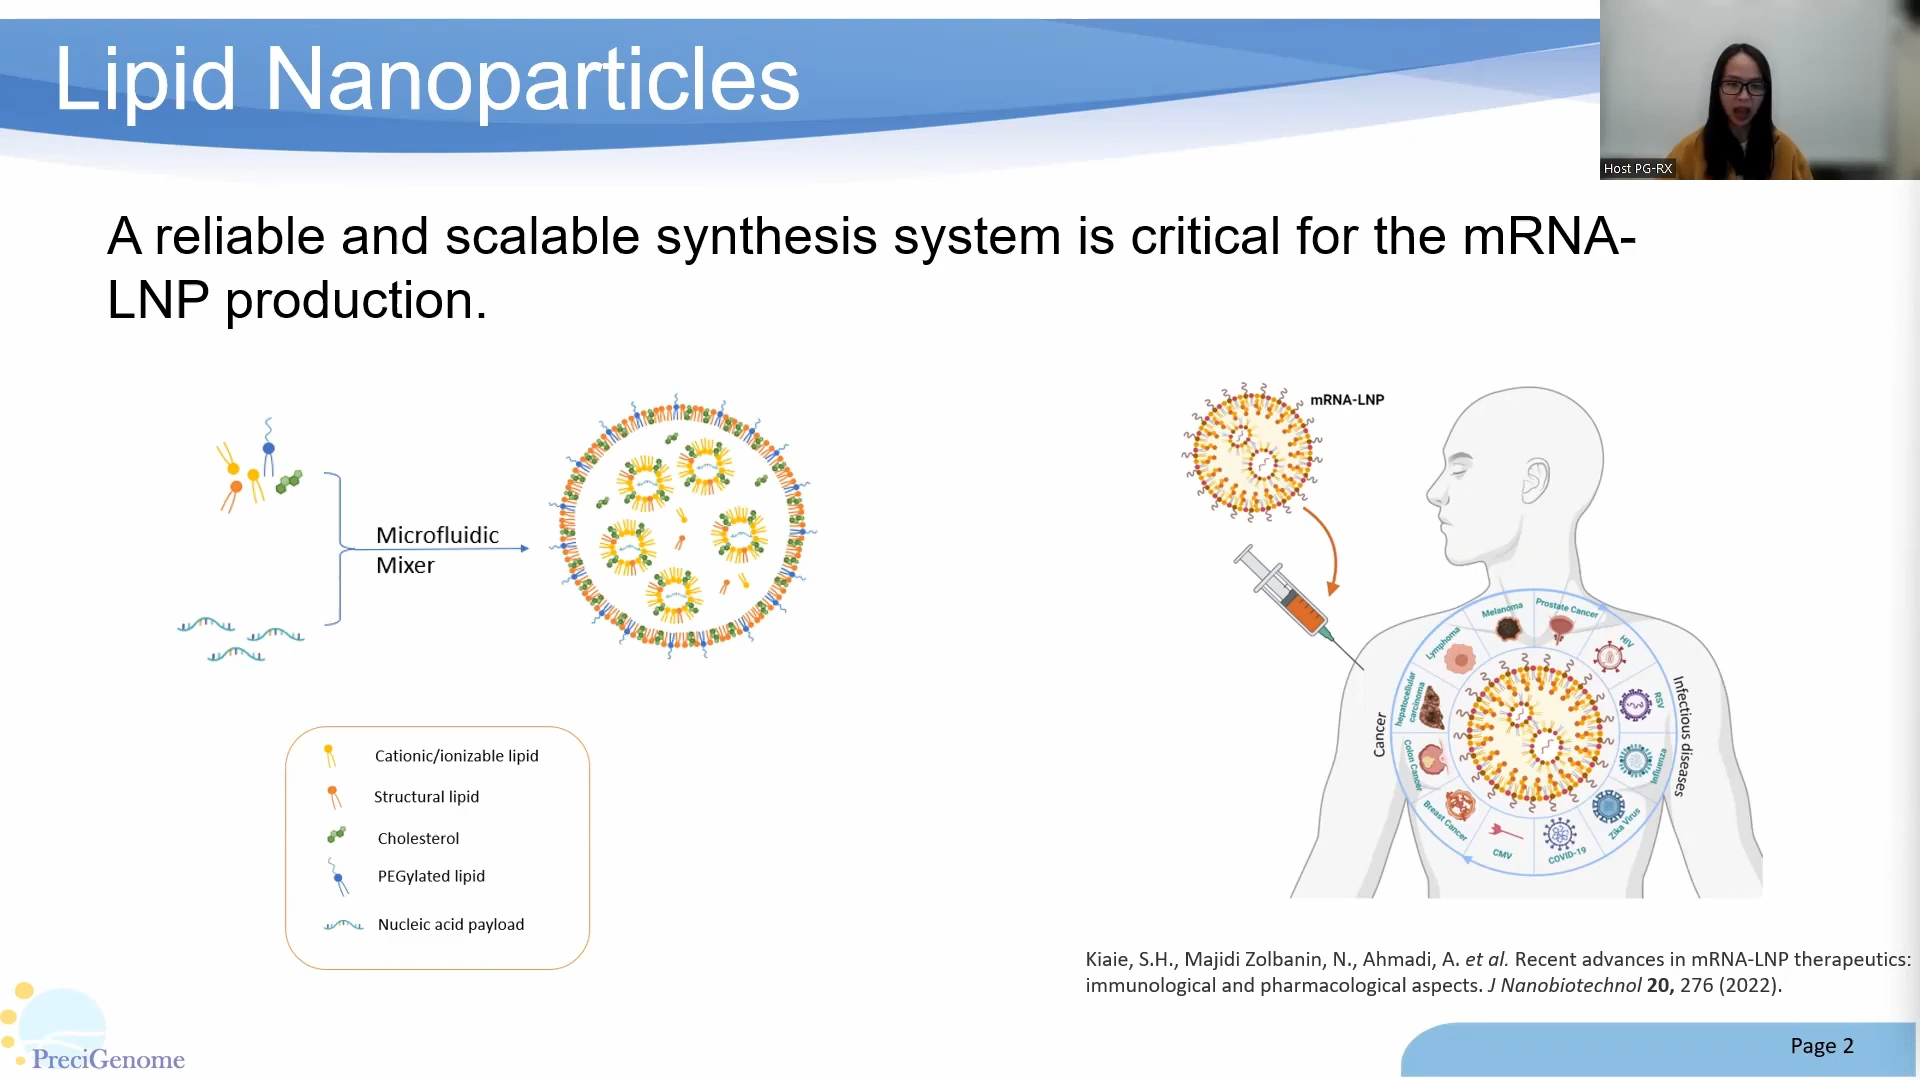 Lipid Nanoparticles
Host PG-RX
A reliable and scalable synthesis system is critical for the mRNA-
LNP production.
Microfluidic
Mixer
Cationic/ionizable lipid
Structural lipid
Cholesterol
PEGylated lipid
Nucleic acid payload
mRNA-LNP
Cancer
Infectious diseases
Melanoma
Prostate Cancer
HIV
RSV
Influenza
Zika Virus
COVID-19
CMV
Breast Cancer
Colon Cancer
hepatocellular
carcinoma
Lymphoma
Kiaie, S.H., Majidi Zolbanin, N., Ahmadi, A. et al. Recent advances in mRNA-LNP therapeutics:
immunological and pharmacological aspects. J Nanobiotechnol 20, 276 (2022).
PreciGenome
Page 2